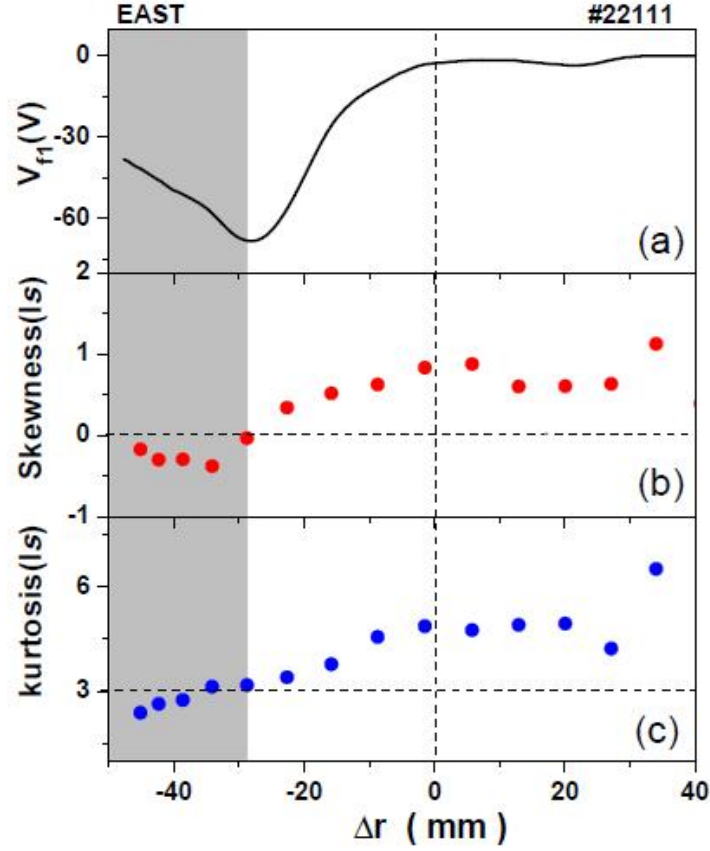 EAST #22111
0
-30
-60
V_f1(V)
(a)
2
1
0
-1
Skewness(Is)
(b)
6
3
kurtosis(Is)
(c)
-40 -20 0 20 40
Δr ( mm )